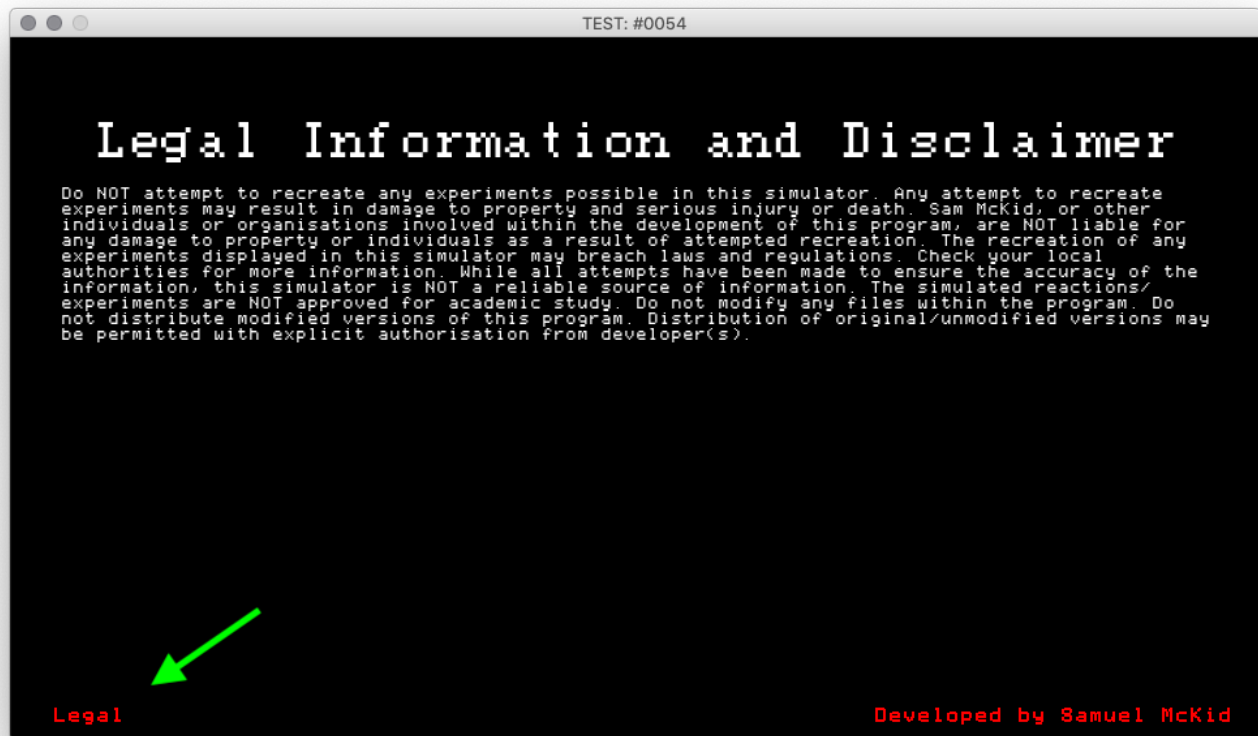 TEST: #0054
Legal Information and Disclaimer
Do NOT attempt to recreate any experiments possible in this simulator. Any attempt to recreate
experiments may result in damage to property and serious injury or death. Sam McKid, or other
individuals or organisations involved within the development of this program, are NOT liable for
any damage to property or individuals as a result of attempted recreation. The recreation of any
experiments displayed in this simulator may breach laws and regulations. Check your local
authorities for more information. While all attempts have been made to ensure the accuracy of the
information, this simulator is NOT a reliable source of information. The simulated reactions/
experiments are NOT approved for academic study. Do not modify any files within the program. Do
not distribute modified versions of this program. Distribution of original/unmodified versions may
be permitted with explicit authorisation from developer(s).
Legal
Developed by Samuel McKid